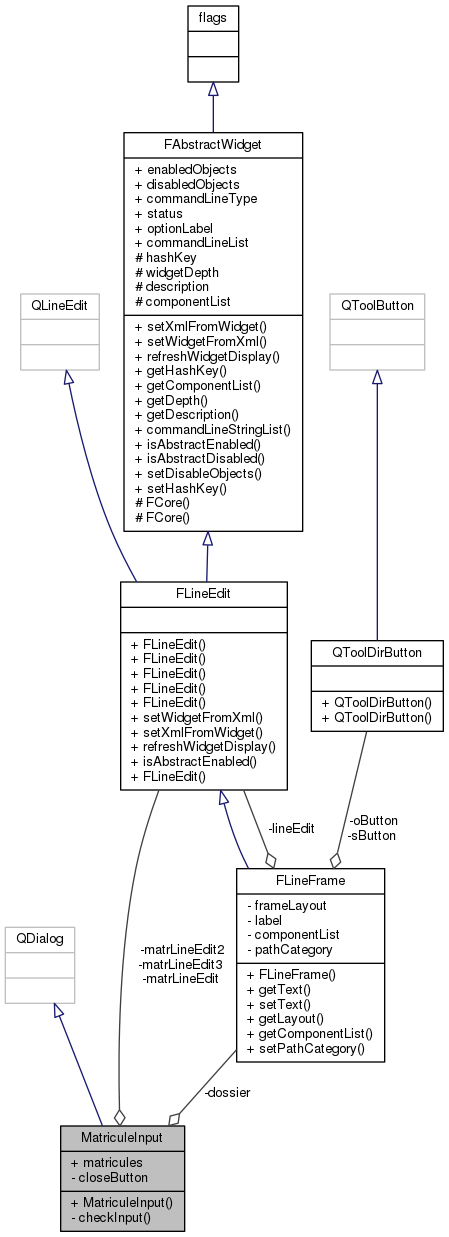 flags
FAbstractWidget
+ enabledObjects
+ disabledObjects
+ commandLineType
+ status
+ optionLabel
+ commandLineList
# hashKey
# widgetDepth
# description
# componentList
+ setXmlFromWidget()
+ setWidgetFromXml()
+ refreshWidgetDisplay()
+ getHashKey()
+ getComponentList()
+ getDepth()
+ getDescription()
+ commandLineStringList()
+ isAbstractEnabled()
+ isAbstractDisabled()
+ setDisableObjects()
+ setHashKey()
# FCore()
# FCore()
QLineEdit
QToolButton
FLineEdit
+ FLineEdit()
+ FLineEdit()
+ FLineEdit()
+ FLineEdit()
+ FLineEdit()
+ setWidgetFromXml()
+ setXmlFromWidget()
+ refreshWidgetDisplay()
+ isAbstractEnabled()
+ FLineEdit()
QToolDirButton
+ QToolDirButton()
+ QToolDirButton()
-lineEdit
-oButton
-sButton
FLineFrame
- frameLayout
- label
- componentList
- pathCategory
+ FLineFrame()
+ getText()
+ setText()
+ getLayout()
+ getComponentList()
+ setPathCategory()
QDialog
-matrLineEdit2
-matrLineEdit3
-matrLineEdit
-dossier
MatriculeInput
+ matricules
- closeButton
+ MatriculeInput()
- checkInput()